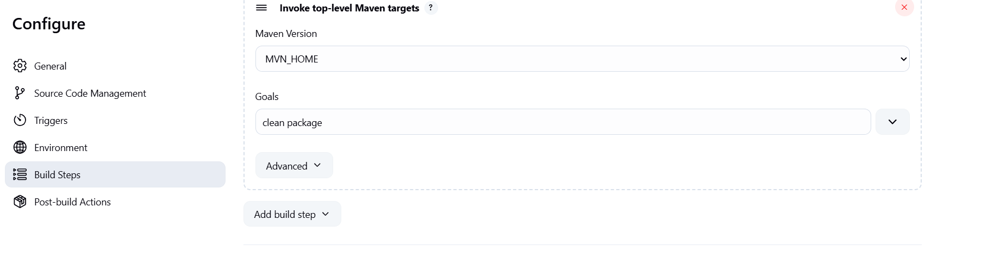 Configure
General
Source Code Management
Triggers
Environment
Build Steps
Post-build Actions
Invoke top-level Maven targets ?
Maven Version
MVN_HOME
Goals
clean package
Advanced
Add build step